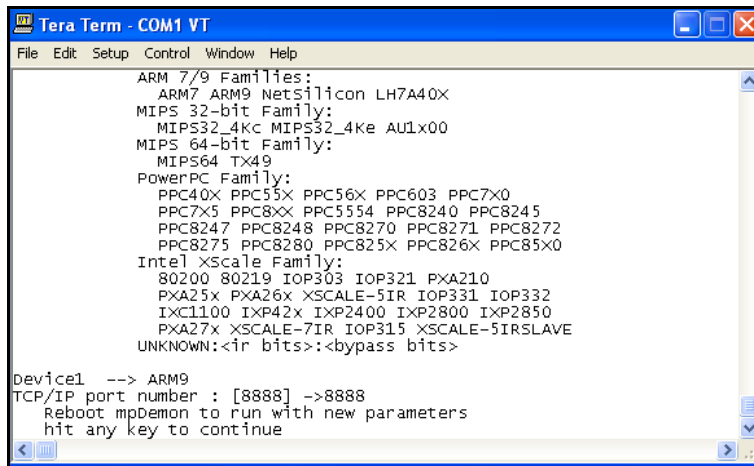 Tera Term - COM1 VT
File Edit Setup Control Window Help
ARM 7/9 Families:
ARM7 ARM9 NetSilicon LH7A40X
MIPS 32-bit Family:
MIPS32_4Kc MIPS32_4Ke AU1x00
MIPS 64-bit Family:
MIPS64 TX49
PowerPC Family:
PPC40X PPC55X PPC56X PPC603 PPC7X0
PPC7X5 PPC8XX PPC5554 PPC8240 PPC8245
PPC8247 PPC8248 PPC8270 PPC8271 PPC8272
PPC8275 PPC8280 PPC825X PPC826X PPC85X0
Intel XScale Family:
80200 80219 IOP303 IOP321 PXA210
PXA25x PXA26x XSCALE-5IR IOP331 IOP332
IXC1100 IXP42x IXP2400 IXP2800 IXP2850
PXA27x XSCALE-7IR IOP315 XSCALE-5IRSLAVE
UNKNOWN:<ir bits>:<bypass bits>
Device1 --> ARM9
TCP/IP port number : [8888] ->8888
Reboot mpDemon to run with new parameters
hit any key to continue